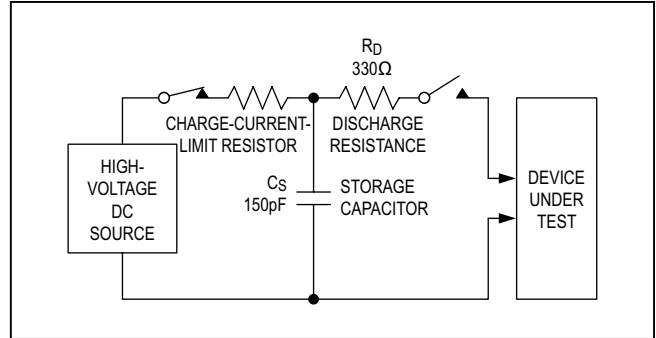 RD
330Ω
CHARGE-CURRENT-
LIMIT RESISTOR
DISCHARGE
RESISTANCE
HIGH-
VOLTAGE
DC
SOURCE
CS
150pF
STORAGE
CAPACITOR
DEVICE
UNDER
TEST